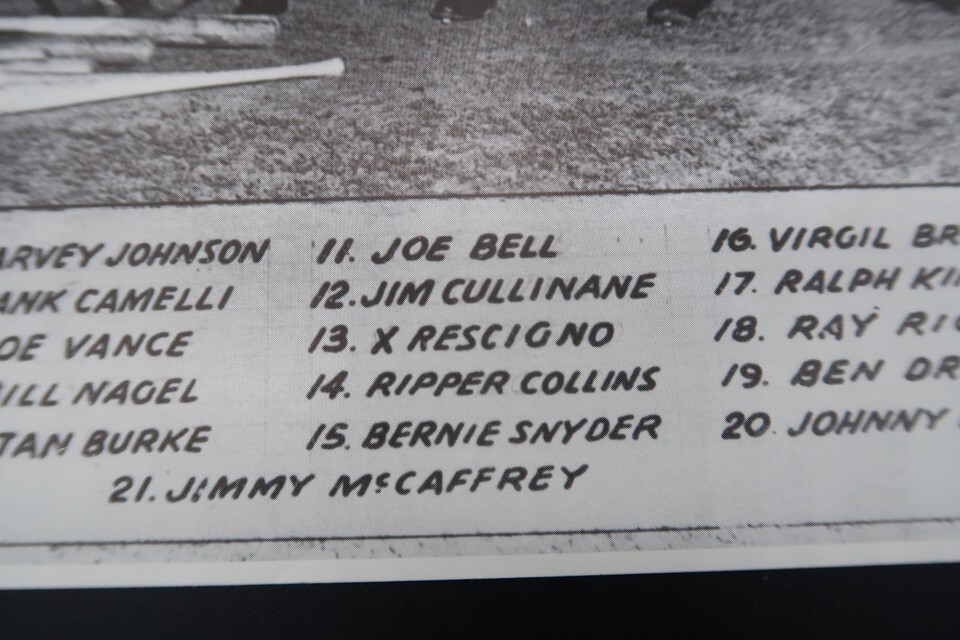 ARVEY JOHNSON 11. JOE BELL 16. VIRGIL BR
ANK CAMELLI 12. JIM CULLINANE 17. RALPH KI
OE VANCE 13. X RESCIGNO 18. RAY RIG
ILL NAGEL 14. RIPPER COLLINS 19. BEN DR
TAN BURKE 15. BERNIE SNYDER 20. JOHNNY
21. JIMMY McCAFFREY